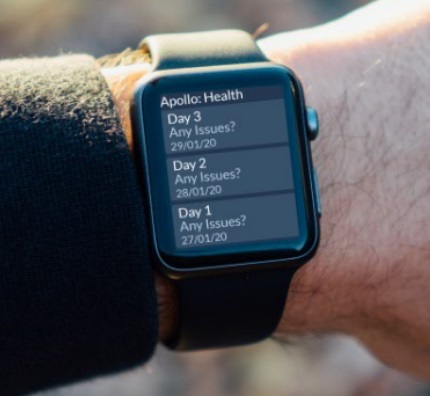 Apollo: Health
Day 3
Any Issues?
29/01/20
Day 2
Any Issues?
28/01/20
Day 1
Any Issues?
27/01/20